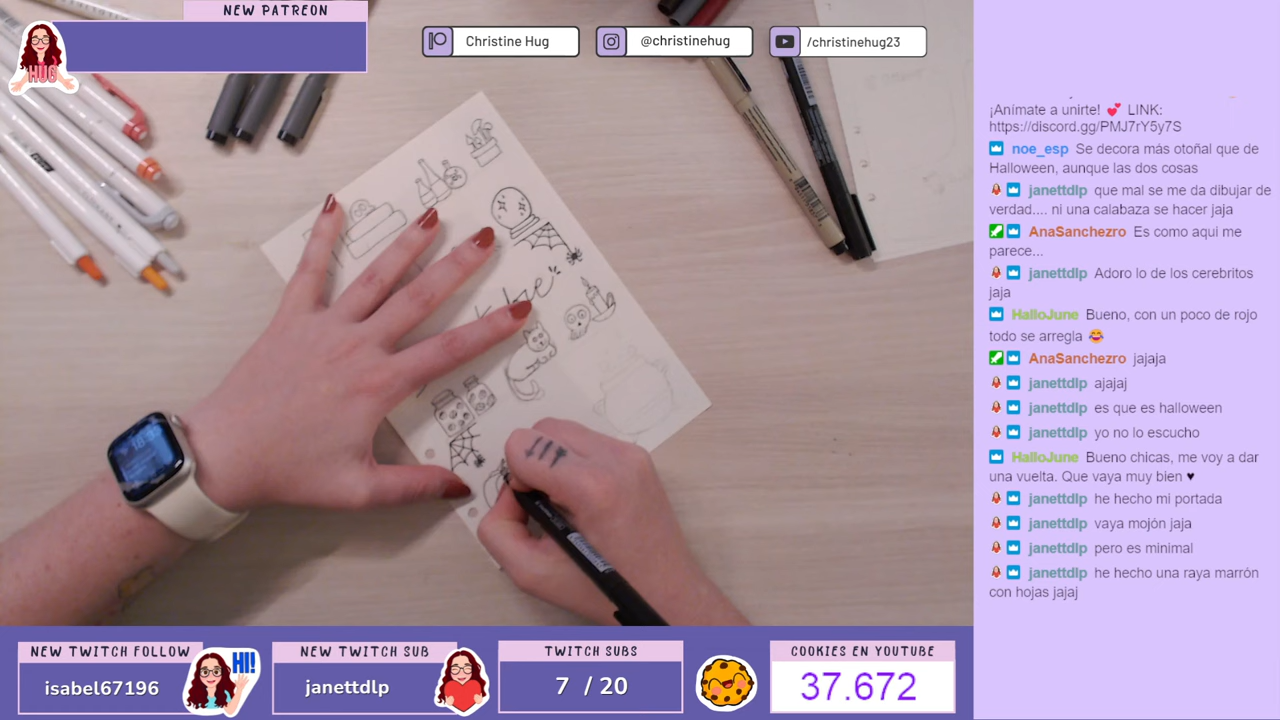 NEW PATREON
HUG
Christine Hug
@christinehug
/christinehug23
¡Anímate a unirte! 💕 LINK:
https://discord.gg/PMJ7rY5y7S
noe_esp Se decora más otoñal que de
Halloween, aunque las dos cosas
janettdlp que mal se me da dibujar de
verdad.... ni una calabaza se hacer jaja
AnaSanchezro Es como aqui me
parece...
janettdlp Adoro lo de los cerebritos
jaja
HalloJune Bueno, con un poco de rojo
todo se arregla 😂
AnaSanchezro jajaja
janettdlp ajajaj
janettdlp es que es halloween
janettdlp yo no lo escucho
HalloJune Bueno chicas, me voy a dar
una vuelta. Que vaya muy bien ♥
janettdlp he hecho mi portada
janettdlp vaya mojón jaja
janettdlp pero es minimal
janettdlp he hecho una raya marrón
con hojas jajaj
NEW TWITCH FOLLOW
isabel67196
HI!
NEW TWITCH SUB
janettdlp
TWITCH SUBS
7 / 20
COOKIES EN YOUTUBE
37.672